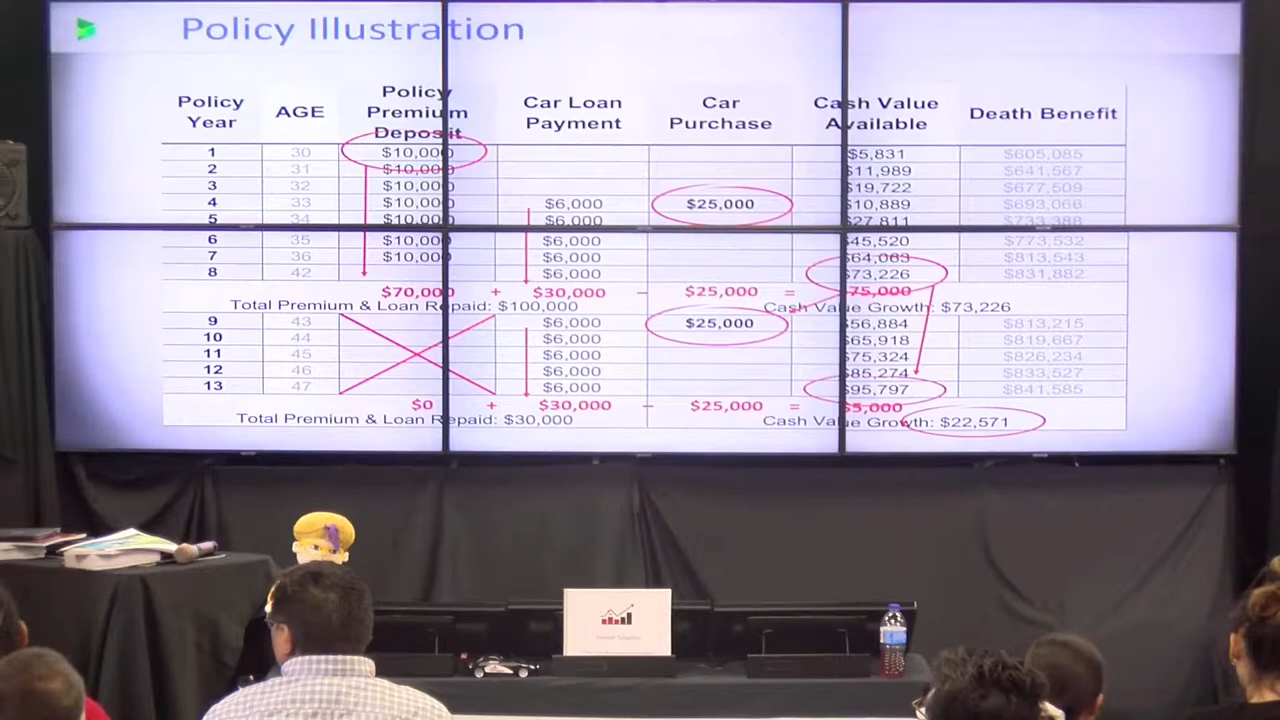 Policy Illustration
Policy Year AGE Policy Premium Deposit Car Loan Payment Car Purchase Cash Value Available Death Benefit
1 30 $10,000 $5,831 $605,085
2 31 $10,000 $11,989 $641,567
3 32 $10,000 $19,722 $677,509
4 33 $10,000 $6,000 $25,000 $10,889 $693,066
5 34 $10,000 $6,000 $27,811 $733,388
6 35 $10,000 $6,000 $45,520 $773,532
7 36 $10,000 $6,000 $64,063 $813,543
8 42 $6,000 $73,226 $831,882
$70,000 + $30,000 – $25,000 = 75,000
Total Premium & Loan Repaid: $100,000 Cash Value Growth: $73,226
9 43 $6,000 $25,000 $56,884 $813,215
10 44 $6,000 $65,918 $819,667
11 45 $6,000 $75,324 $826,234
12 46 $6,000 $85,274 $833,527
13 47 $6,000 $95,797 $841,585
$0 + $30,000 – $25,000 = $5,000
Total Premium & Loan Repaid: $30,000 Cash Value Growth: $22,571